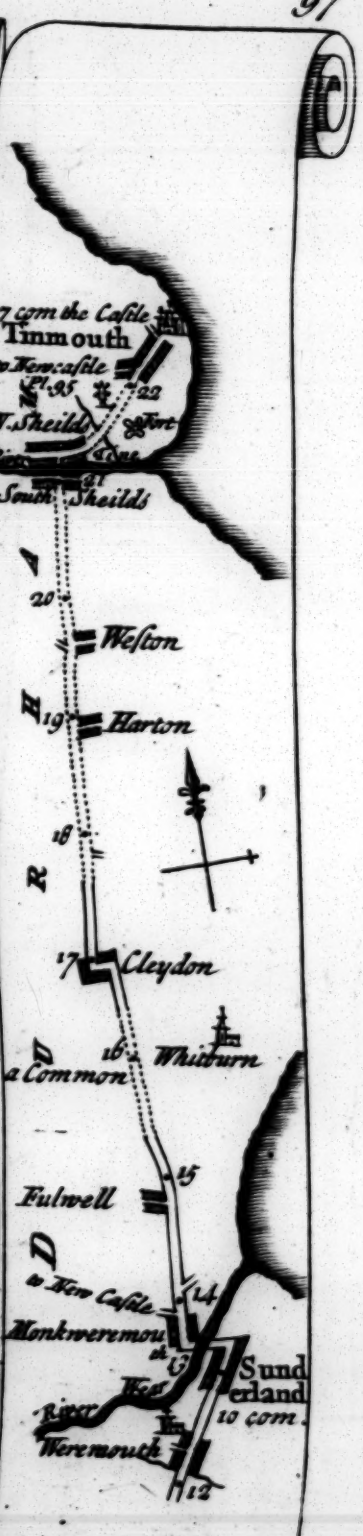 97
7 com the Castle
Tinmouth
to Newcastle
Pl. 95
22
N. Sheilds
Fort
Tine
21
South Sheilds
A
20
Weston
H
19
Harton
18
R
17
Cleydon
U
16
Whitburn
a Common
15
Fulwell
D
to New Castle
14
Monkweremou
th
13
Sund
erland
Wear
River
10 com.
Weremouth
12